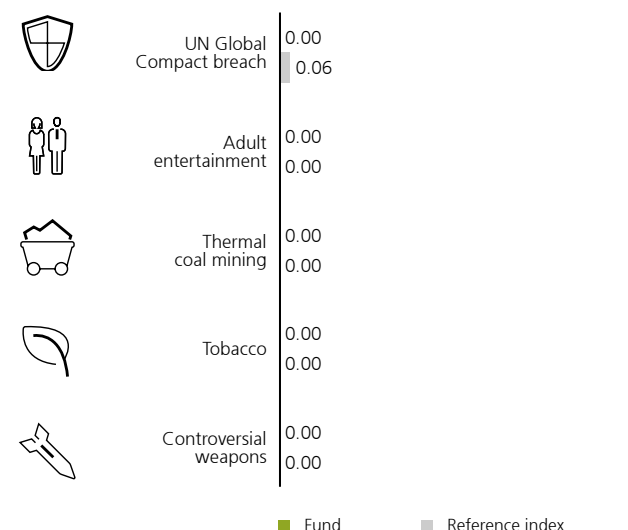 UN Global
Compact breach
0.00
0.06
Adult
entertainment
0.00
0.00
Thermal
coal mining
0.00
0.00
Tobacco
0.00
0.00
Controversial
weapons
0.00
0.00
Fund
Reference index